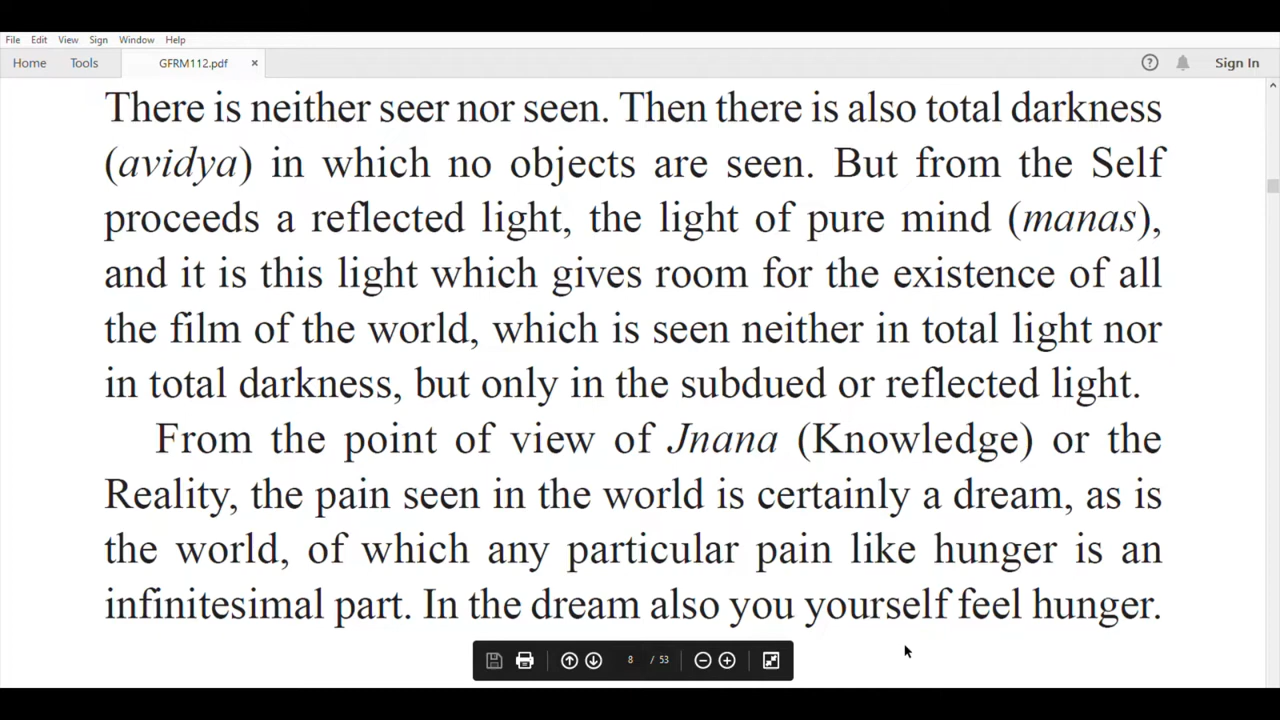 File Edit View Sign Window Help
Home Tools GFRM112.pdf × ? Sign In
There is neither seer nor seen. Then there is also total darkness
(avidya) in which no objects are seen. But from the Self
proceeds a reflected light, the light of pure mind (manas),
and it is this light which gives room for the existence of all
the film of the world, which is seen neither in total light nor
in total darkness, but only in the subdued or reflected light.
From the point of view of Jnana (Knowledge) or the
Reality, the pain seen in the world is certainly a dream, as is
the world, of which any particular pain like hunger is an
infinitesimal part. In the dream also you yourself feel hunger.
8 / 53